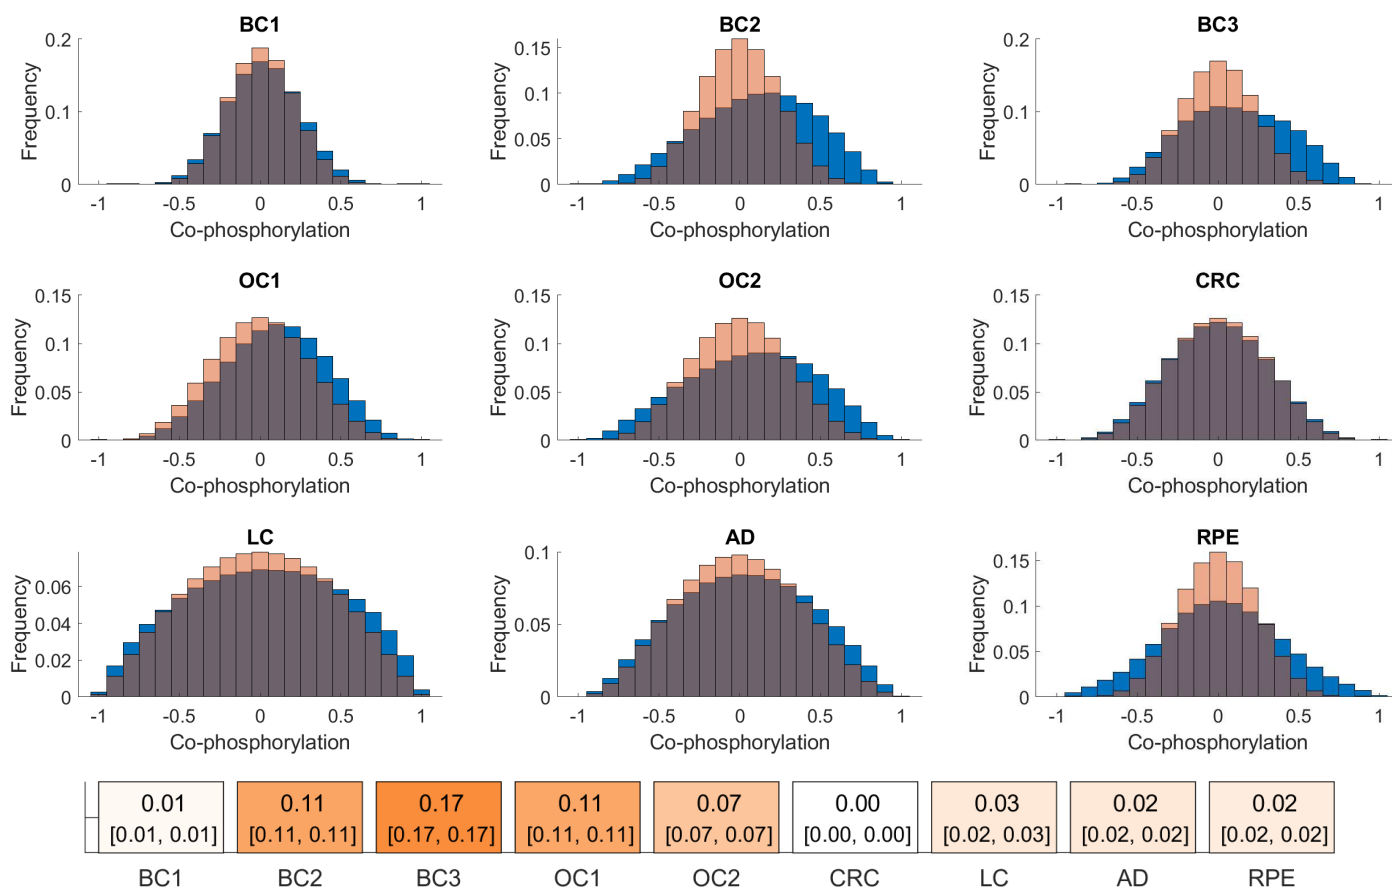 BC1
BC2
BC3
0.2
0.1
0
Frequency
-1 -0.5 0 0.5 1
Co-phosphorylation
0.15
0.1
0.05
0
Frequency
-1 -0.5 0 0.5 1
Co-phosphorylation
0.2
0.1
0
Frequency
-1 -0.5 0 0.5 1
Co-phosphorylation
OC1
OC2
CRC
0.15
0.1
0.05
0
Frequency
-1 -0.5 0 0.5 1
Co-phosphorylation
0.15
0.1
0.05
0
Frequency
-1 -0.5 0 0.5 1
Co-phosphorylation
0.15
0.1
0.05
0
Frequency
-1 -0.5 0 0.5 1
Co-phosphorylation
LC
AD
RPE
0.06
0.04
0.02
0
Frequency
-1 -0.5 0 0.5 1
Co-phosphorylation
0.1
0.05
0
Frequency
-1 -0.5 0 0.5 1
Co-phosphorylation
0.15
0.1
0.05
0
Frequency
-1 -0.5 0 0.5 1
Co-phosphorylation
0.01 0.11 0.17 0.11 0.07 0.00 0.03 0.02 0.02
[0.01, 0.01] [0.11, 0.11] [0.17, 0.17] [0.11, 0.11] [0.07, 0.07] [0.00, 0.00] [0.02, 0.03] [0.02, 0.02] [0.02, 0.02]
BC1 BC2 BC3 OC1 OC2 CRC LC AD RPE